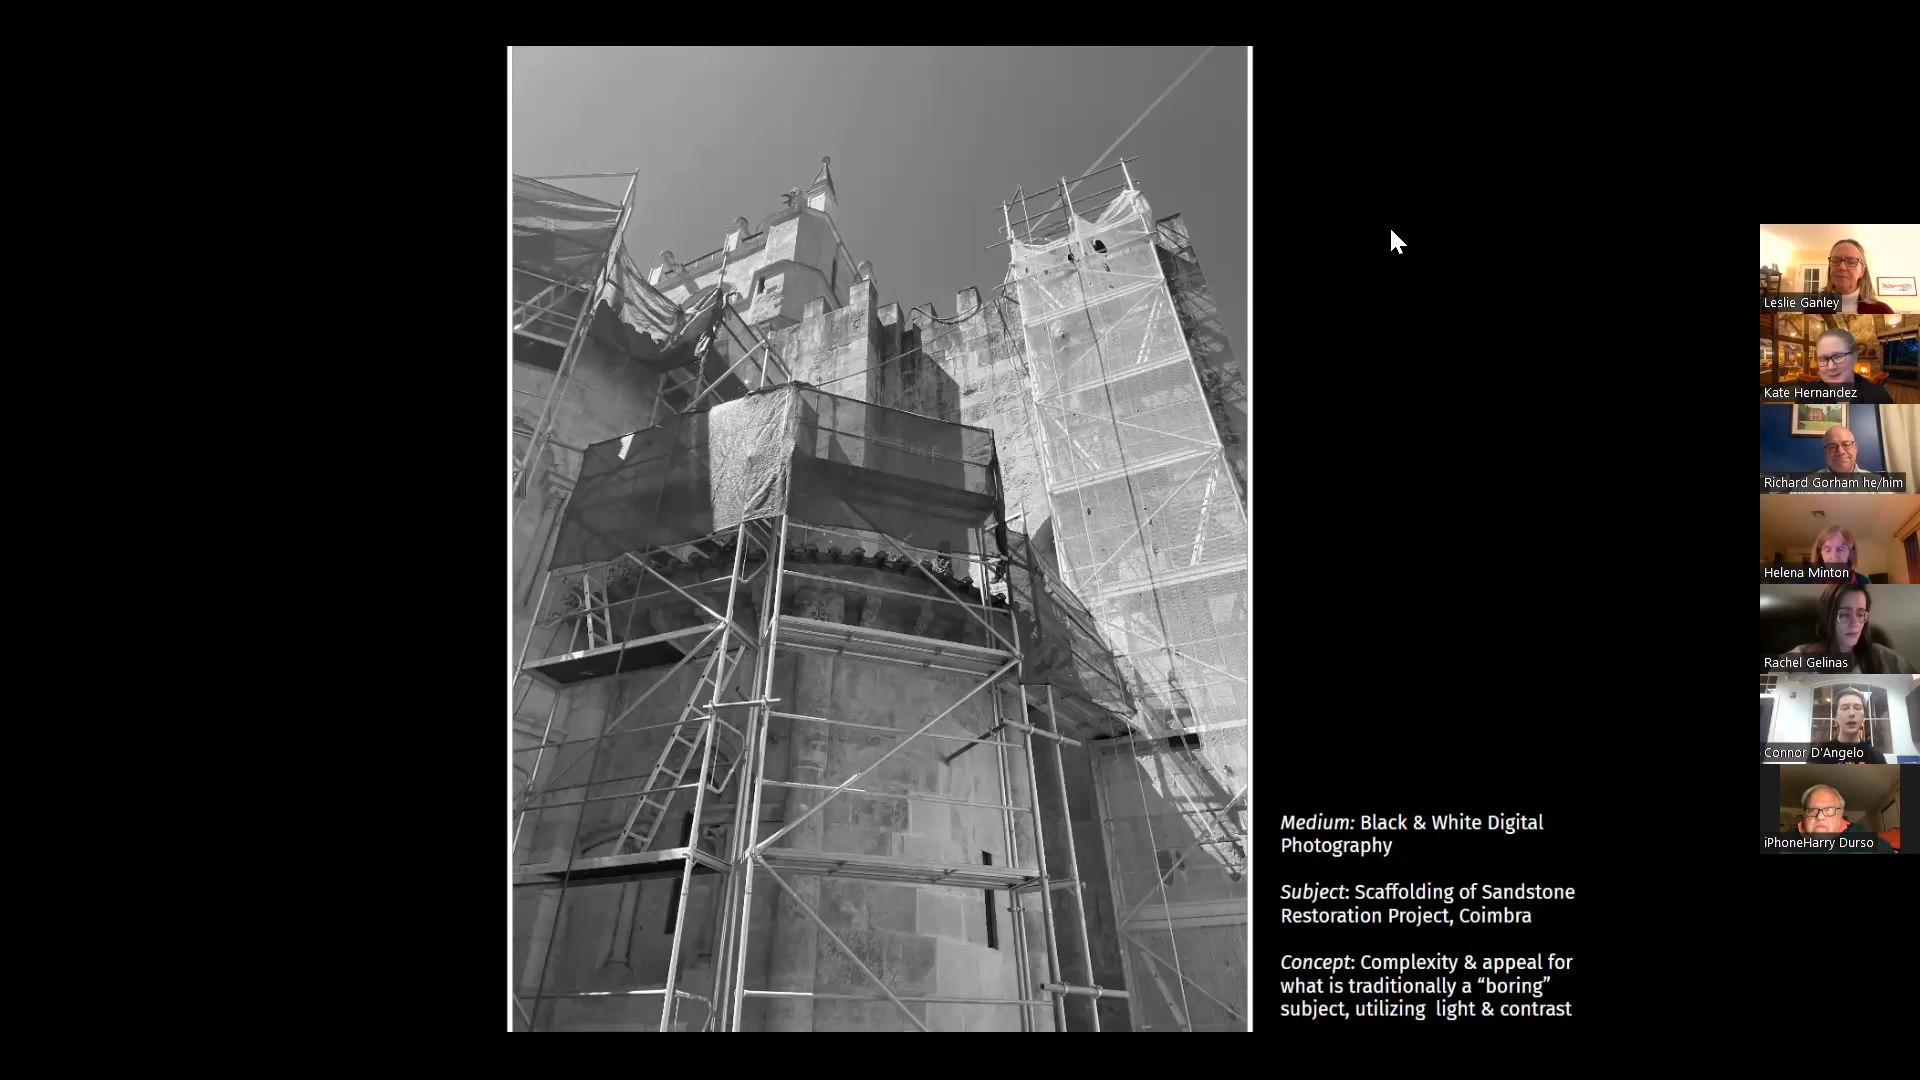 Medium: Black & White Digital
Photography
Subject: Scaffolding of Sandstone
Restoration Project, Coimbra
Concept: Complexity & appeal for
what is traditionally a “boring”
subject, utilizing light & contrast
Leslie Ganley
Kate Hernandez
Richard Gorham he/him
Helena Minton
Rachel Gelinas
Connor D'Angelo
iPhoneHarry Durso